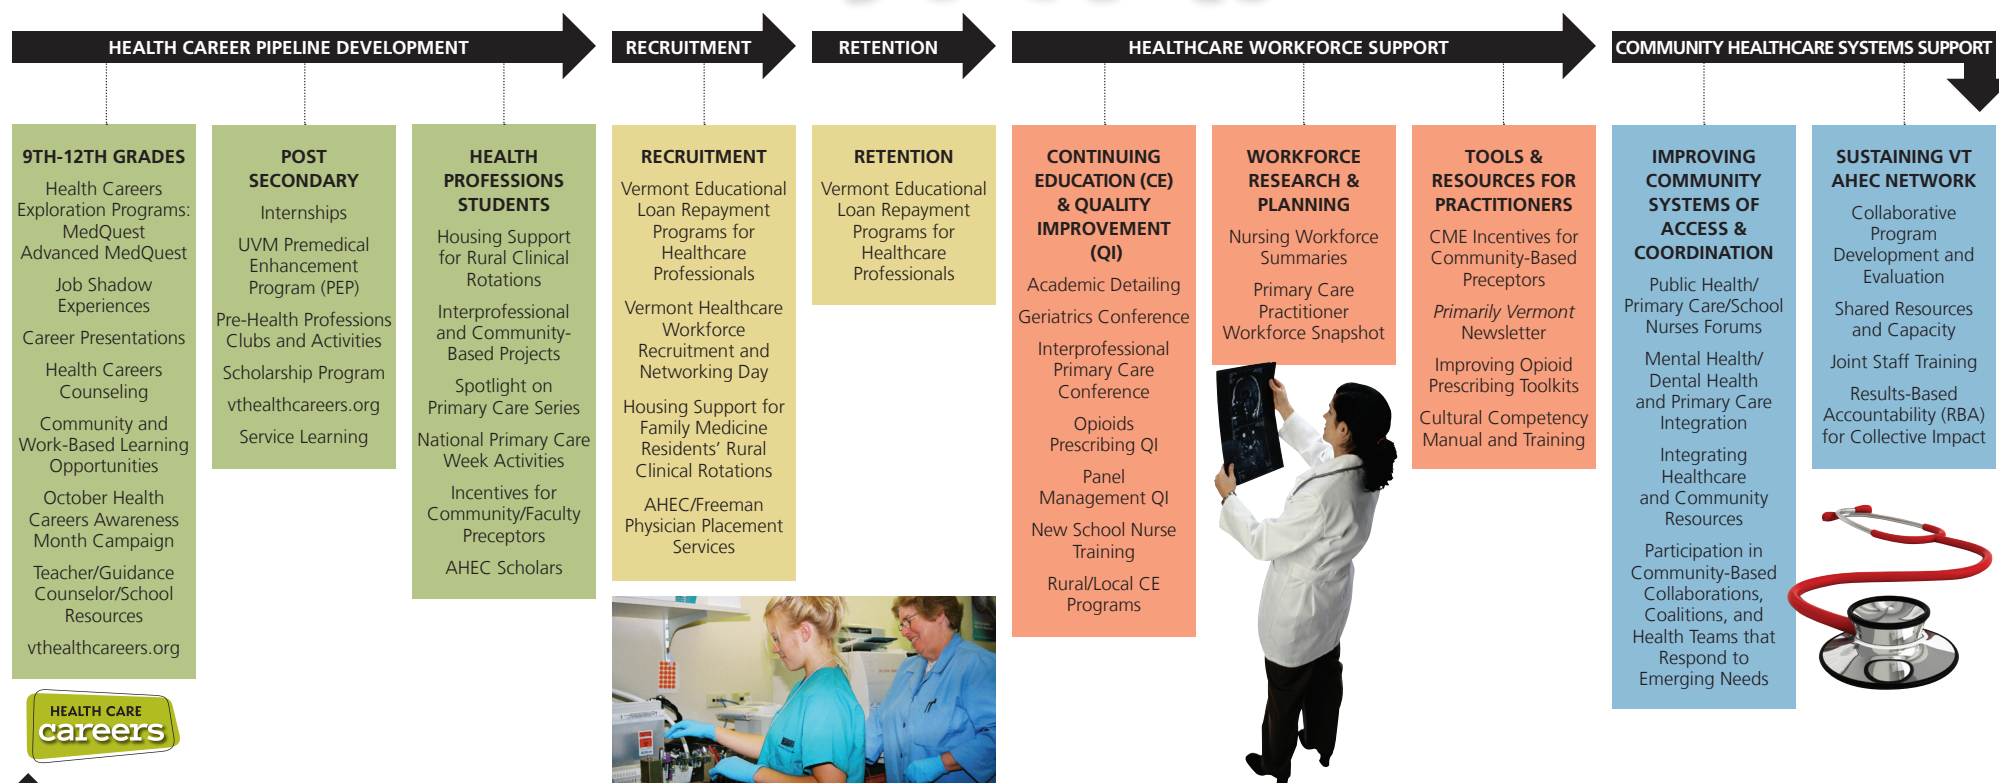 HEALTH CAREER PIPELINE DEVELOPMENT
RECRUITMENT
RETENTION
HEALTHCARE WORKFORCE SUPPORT
COMMUNITY HEALTHCARE SYSTEMS SUPPORT
9TH-12TH GRADES
Health Careers
Exploration Programs:
MedQuest
Advanced MedQuest
Job Shadow
Experiences
Career Presentations
Health Careers
Counseling
Community and
Work-Based Learning
Opportunities
October Health
Careers Awareness
Month Campaign
Teacher/Guidance
Counselor/School
Resources
vthealthcareers.org
HEALTH CARE
careers
POST
SECONDARY
Internships
UVM Premedical
Enhancement
Program (PEP)
Pre-Health Professions
Clubs and Activities
Scholarship Program
vthealthcareers.org
Service Learning
HEALTH
PROFESSIONS
STUDENTS
Housing Support
for Rural Clinical
Rotations
Interprofessional
and Community-
Based Projects
Spotlight on
Primary Care Series
National Primary Care
Week Activities
Incentives for
Community/Faculty
Preceptors
AHEC Scholars
RECRUITMENT
Vermont Educational
Loan Repayment
Programs for
Healthcare
Professionals
Vermont Healthcare
Workforce
Recruitment and
Networking Day
Housing Support for
Family Medicine
Residents’ Rural
Clinical Rotations
AHEC/Freeman
Physician Placement
Services
RETENTION
Vermont Educational
Loan Repayment
Programs for
Healthcare
Professionals
CONTINUING
EDUCATION (CE)
& QUALITY
IMPROVEMENT
(QI)
Academic Detailing
Geriatrics Conference
Interprofessional
Primary Care
Conference
Opioids
Prescribing QI
Panel
Management QI
New School Nurse
Training
Rural/Local CE
Programs
WORKFORCE
RESEARCH &
PLANNING
Nursing Workforce
Summaries
Primary Care
Practitioner
Workforce Snapshot
TOOLS &
RESOURCES FOR
PRACTITIONERS
CME Incentives for
Community-Based
Preceptors
Primarily Vermont
Newsletter
Improving Opioid
Prescribing Toolkits
Cultural Competency
Manual and Training
IMPROVING
COMMUNITY
SYSTEMS OF
ACCESS &
COORDINATION
Public Health/
Primary Care/School
Nurses Forums
Mental Health/
Dental Health
and Primary Care
Integration
Integrating
Healthcare
and Community
Resources
Participation in
Community-Based
Collaborations,
Coalitions, and
Health Teams that
Respond to
Emerging Needs
SUSTAINING VT
AHEC NETWORK
Collaborative
Program
Development and
Evaluation
Shared Resources
and Capacity
Joint Staff Training
Results-Based
Accountability (RBA)
for Collective Impact